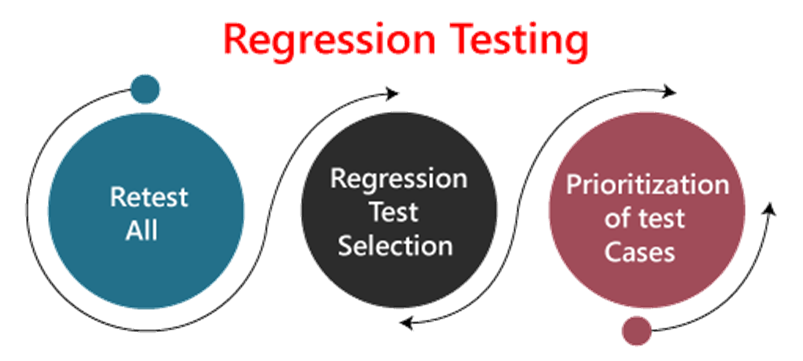 Regression Testing
Retest
All
Regression
Test
Selection
Prioritization
of test
Cases